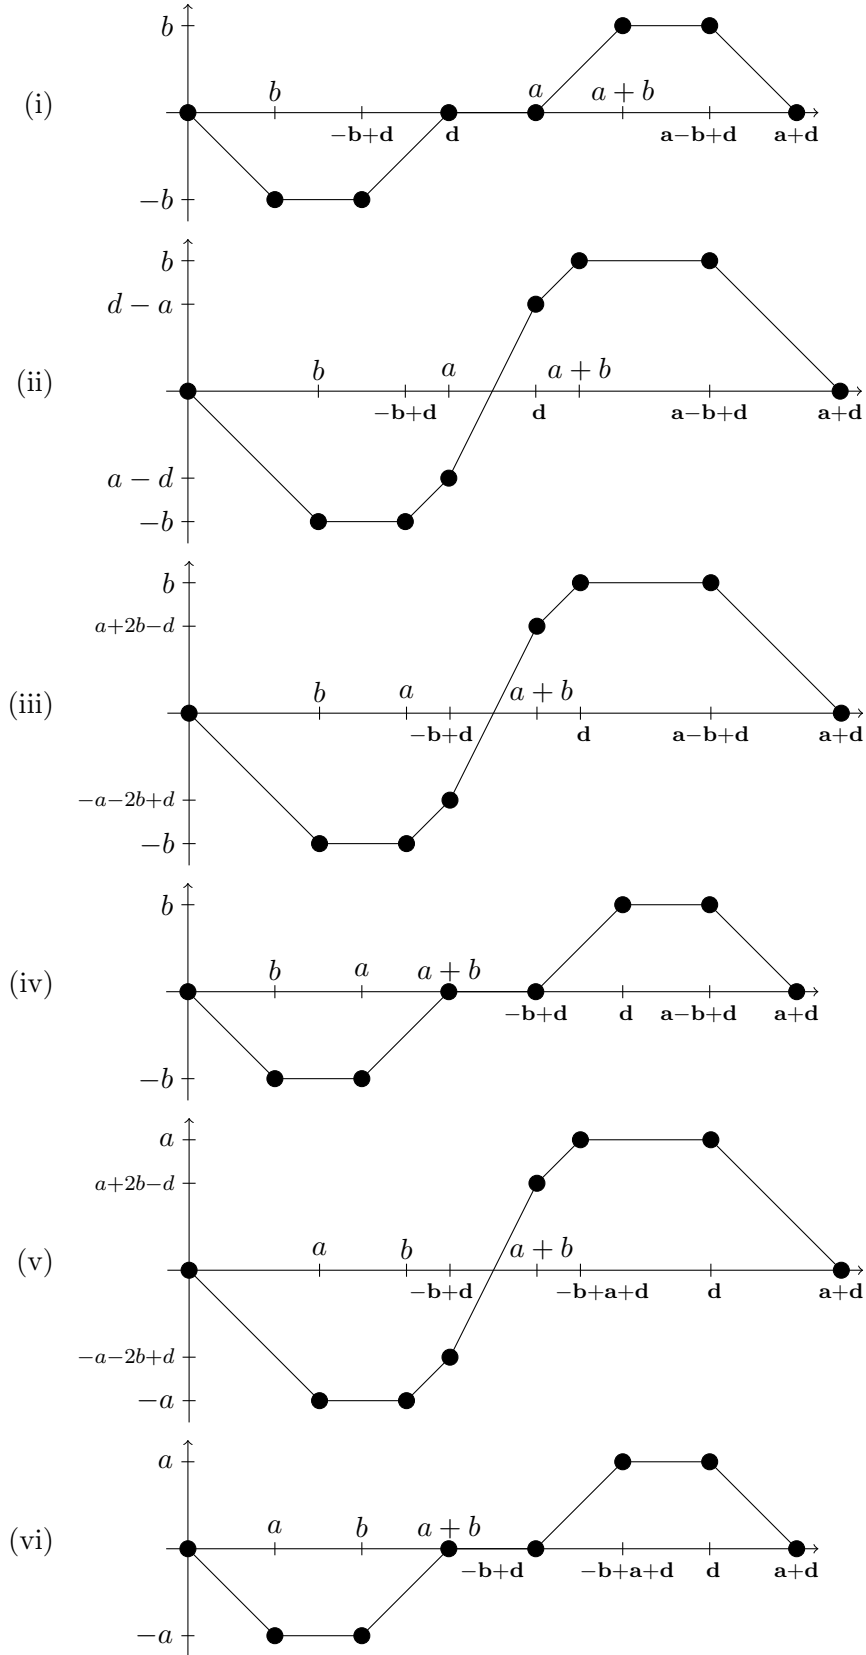 b
b a a + b
(i)
−b+d d a−b+d a+d
−b
b
d − a
b a a + b
(ii)
−b+d d a−b+d a+d
a − d
−b
b
a+2b−d
b a a + b
(iii)
−b+d d a−b+d a+d
−a−2b+d
−b
b
b a a + b
(iv)
−b+d d a−b+d a+d
−b
a
a+2b−d
a b a + b
(v)
−b+d −b+a+d d a+d
−a−2b+d
−a
a
a b a + b
(vi)
−b+d −b+a+d d a+d
−a